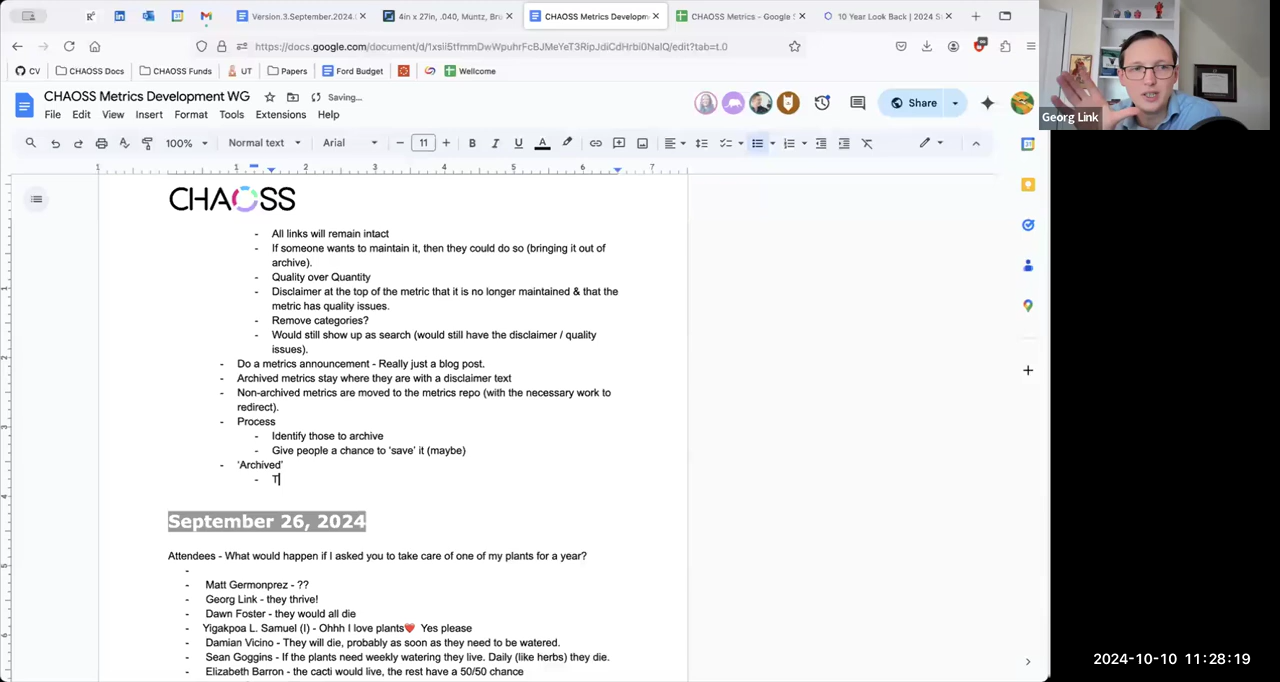 Version.3.September.2024.
4in x 27in, .040, Muntz, Bru
CHAOSS Metrics Developm
CHAOSS Metrics - Google S
10 Year Look Back | 2024 S
https://docs.google.com/document/d/1xsii5tfmmDwWpuhrFcBJMeYeT3RipJdiCdHrbi0NalQ/edit?tab=t.0
CV
CHAOSS Docs
CHAOSS Funds
UT
Papers
Ford Budget
Wellcome
Georg Link
CHAOSS Metrics Development WG
Saving...
File Edit View Insert Format Tools Extensions Help
Share
100%
Normal text
Arial
11
1 1 2 3 4 5 6 7
CHAOSS
- All links will remain intact
- If someone wants to maintain it, then they could do so (bringing it out of
archive).
- Quality over Quantity
- Disclaimer at the top of the metric that it is no longer maintained & that the
metric has quality issues.
- Remove categories?
- Would still show up as search (would still have the disclaimer / quality
issues).
- Do a metrics announcement - Really just a blog post.
- Archived metrics stay where they are with a disclaimer text
- Non-archived metrics are moved to the metrics repo (with the necessary work to
redirect).
- Process
- Identify those to archive
- Give people a chance to 'save' it (maybe)
- 'Archived'
- T
September 26, 2024
Attendees - What would happen if I asked you to take care of one of my plants for a year?
-
- Matt Germonprez - ??
- Georg Link - they thrive!
- Dawn Foster - they would all die
- Yigakpoa L. Samuel (I) - Ohhh I love plants❤️ Yes please
- Damian Vicino - They will die, probably as soon as they need to be watered.
- Sean Goggins - If the plants need weekly watering they live. Daily (like herbs) they die.
- Elizabeth Barron - the cacti would live, the rest have a 50/50 chance
2024-10-10 11:28:19